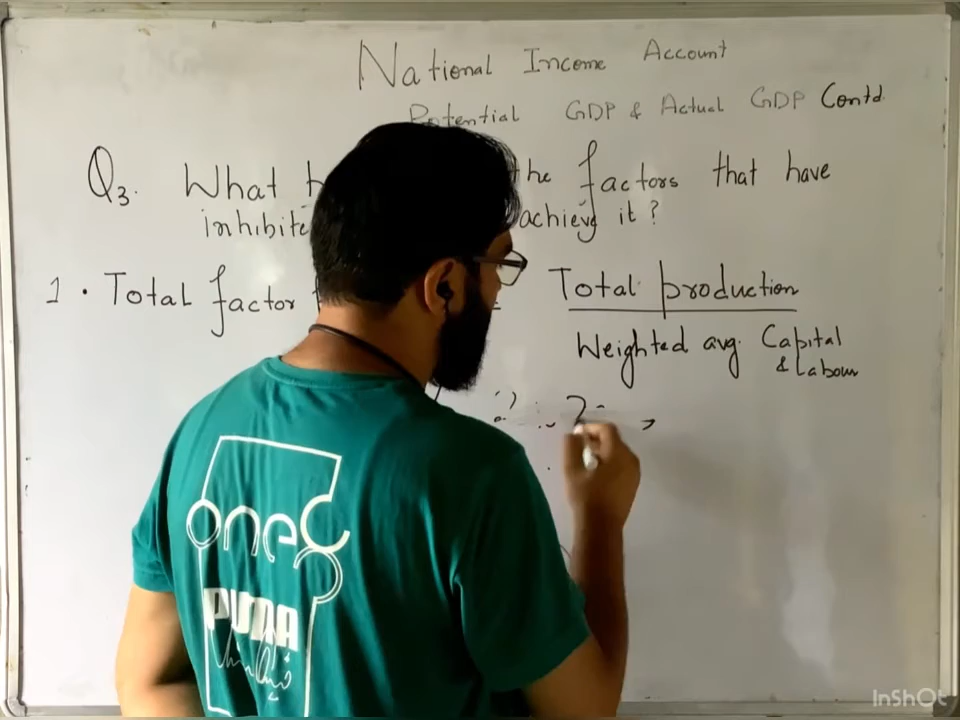 National Income Account
Potential GDP & Actual GDP Contd
Q3. What the factors that have
inhibite achieve it ?
1. Total factor Total production
Weighted avg. Capital
& Labour
one8
PUMA
InShOt